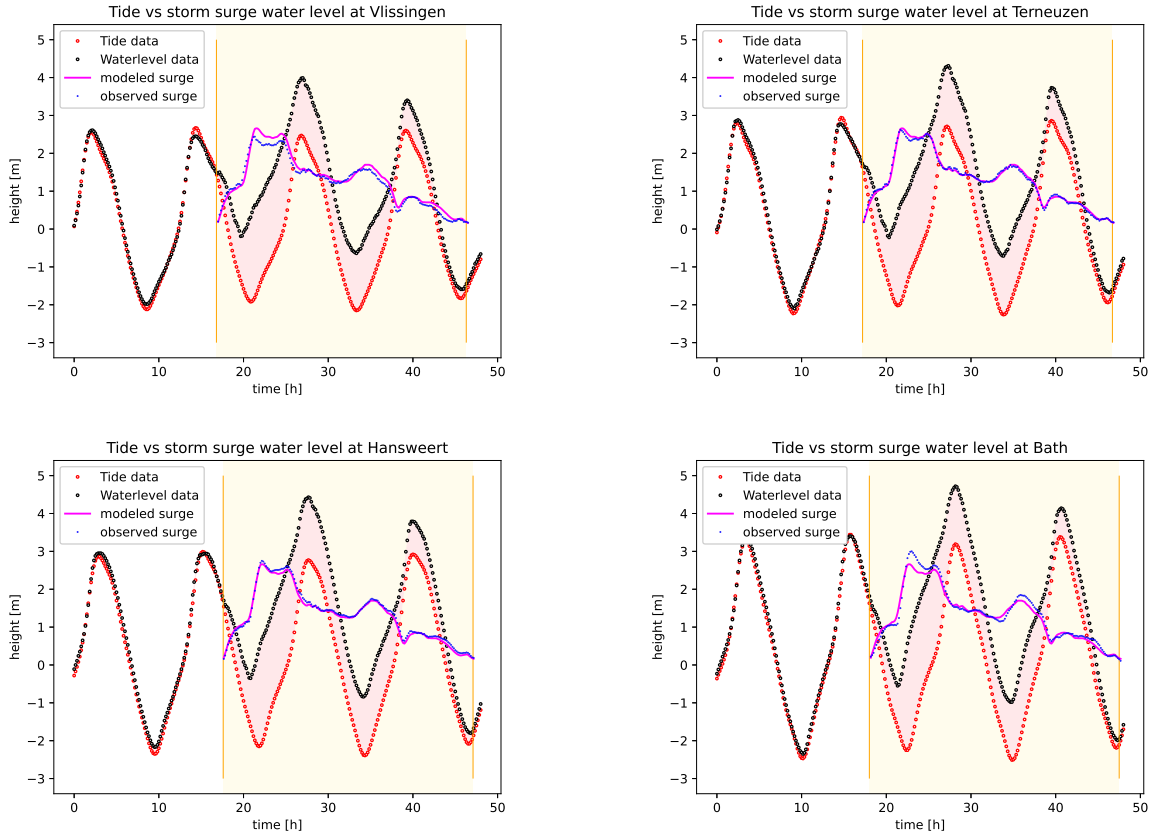 Tide vs storm surge water level at Vlissingen
5
4
3
2
1
0
−1
−2
−3
height [m]
Tide data
Waterlevel data
modeled surge
observed surge
0 10 20 30 40 50
time [h]
Tide vs storm surge water level at Terneuzen
5
4
3
2
1
0
−1
−2
−3
height [m]
Tide data
Waterlevel data
modeled surge
observed surge
0 10 20 30 40 50
time [h]
Tide vs storm surge water level at Hansweert
5
4
3
2
1
0
−1
−2
−3
height [m]
Tide data
Waterlevel data
modeled surge
observed surge
0 10 20 30 40 50
time [h]
Tide vs storm surge water level at Bath
5
4
3
2
1
0
−1
−2
−3
height [m]
Tide data
Waterlevel data
modeled surge
observed surge
0 10 20 30 40 50
time [h]